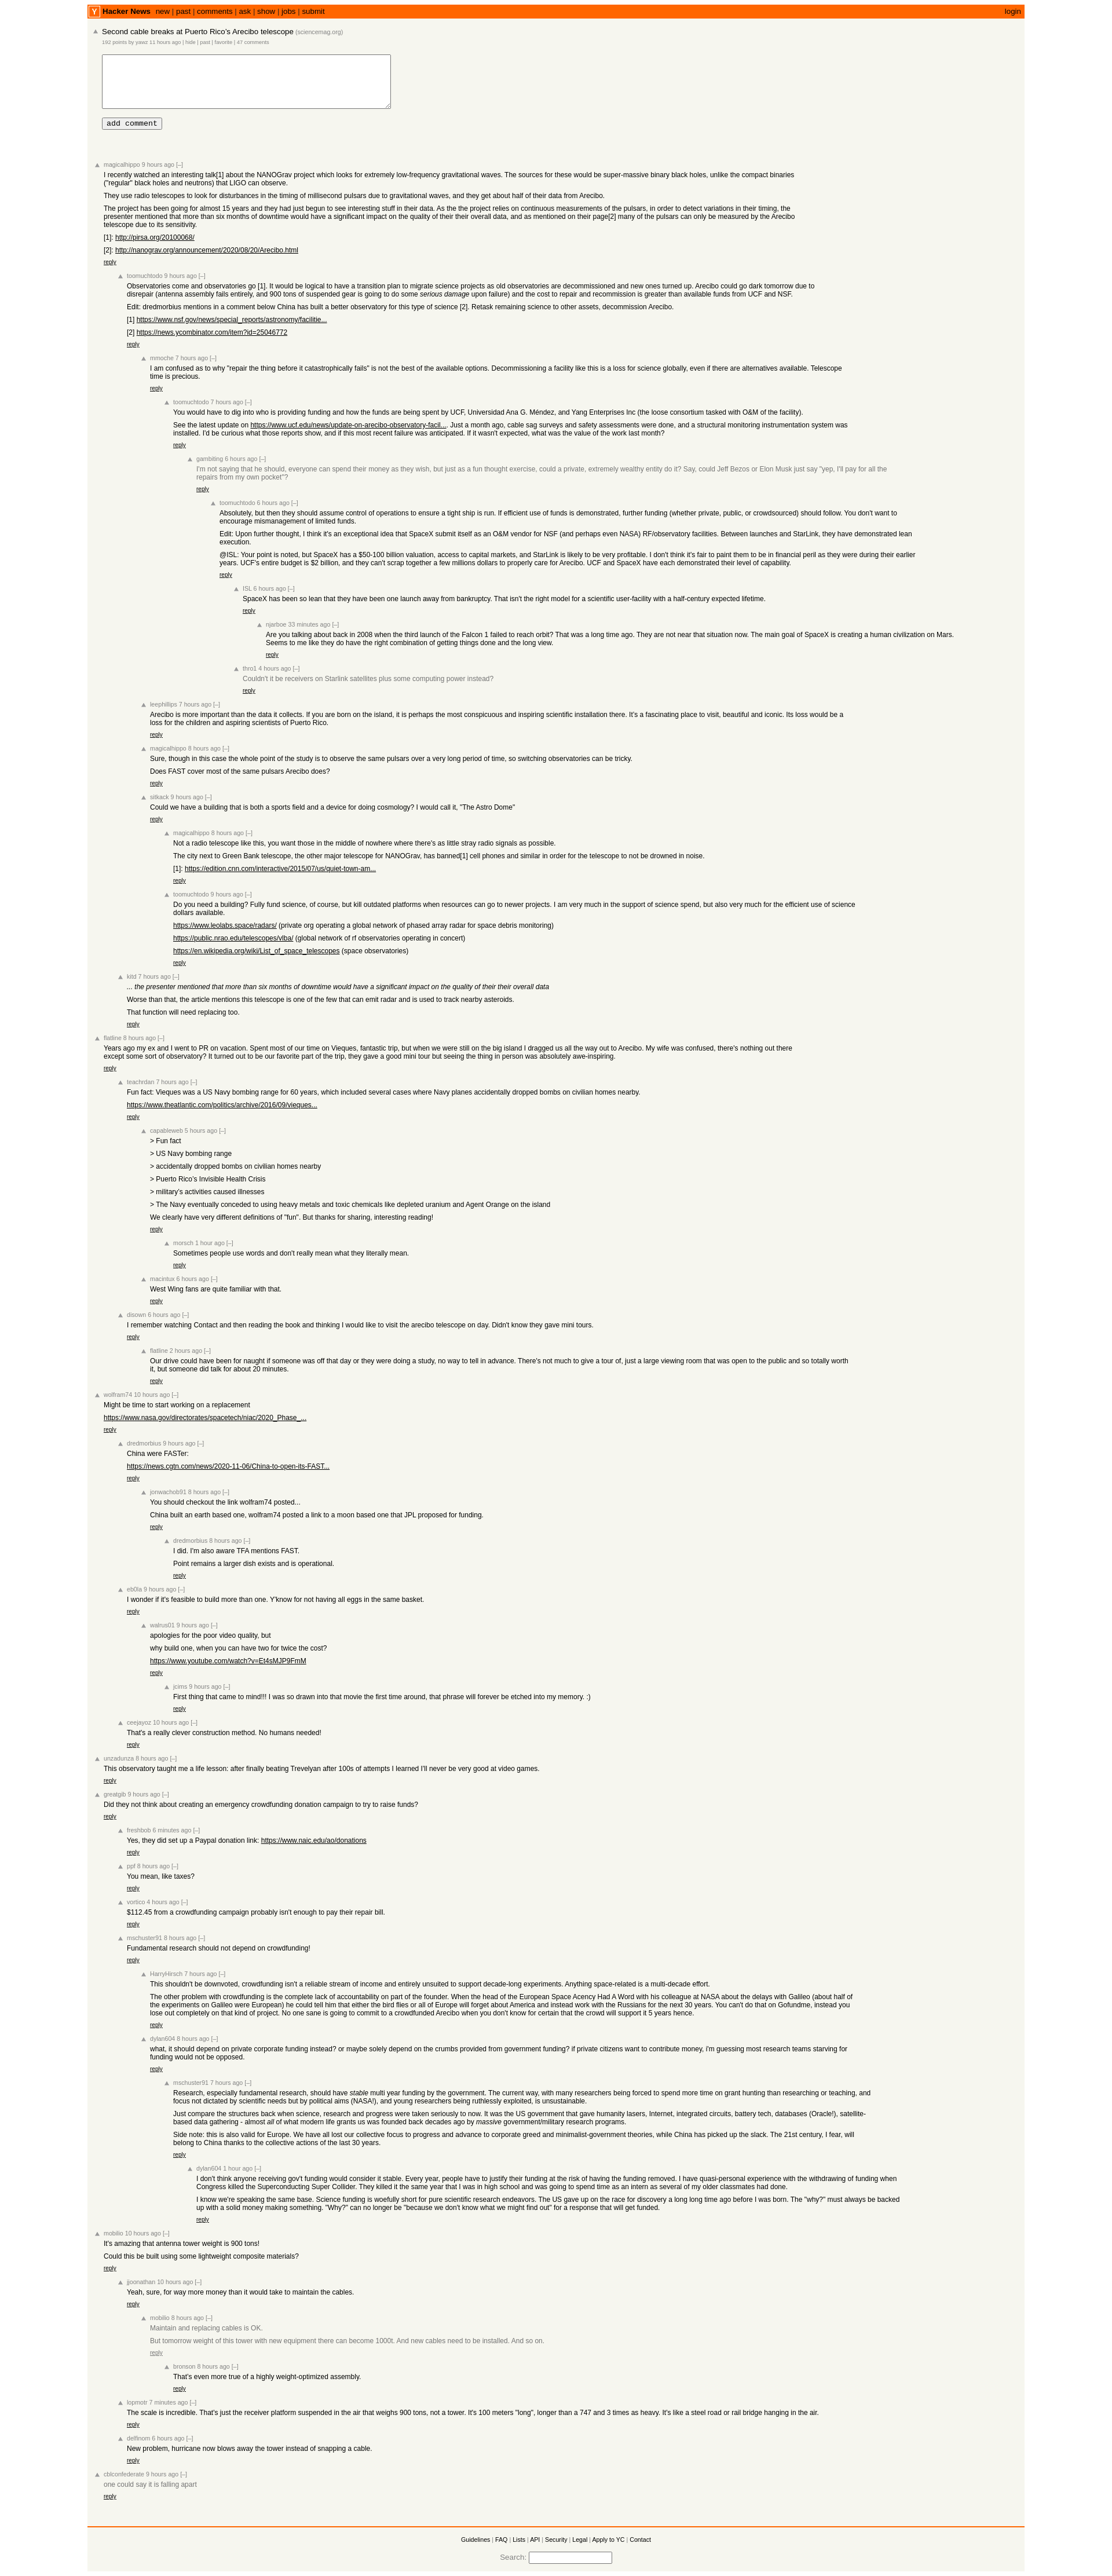 Y Hacker News new | past | comments | ask | show | jobs | submit login
Second cable breaks at Puerto Rico's Arecibo telescope (sciencemag.org)
192 points by yawz 11 hours ago | hide | past | favorite | 47 comments
add comment
magicalhippo 9 hours ago [–]
I recently watched an interesting talk[1] about the NANOGrav project which looks for extremely low-frequency gravitational waves. The sources for these would be super-massive binary black holes, unlike the compact binaries
("regular" black holes and neutrons) that LIGO can observe.
They use radio telescopes to look for disturbances in the timing of millisecond pulsars due to gravitational waves, and they get about half of their data from Arecibo.
The project has been going for almost 15 years and they had just begun to see interesting stuff in their data. As the the project relies on continuous measurements of the pulsars, in order to detect variations in their timing, the
presenter mentioned that more than six months of downtime would have a significant impact on the quality of their their overall data, and as mentioned on their page[2] many of the pulsars can only be measured by the Arecibo
telescope due to its sensitivity.
[1]: http://pirsa.org/20100068/
[2]: http://nanograv.org/announcement/2020/08/20/Arecibo.html
reply
toomuchtodo 9 hours ago [–]
Observatories come and observatories go [1]. It would be logical to have a transition plan to migrate science projects as old observatories are decommissioned and new ones turned up. Arecibo could go dark tomorrow due to
disrepair (antenna assembly fails entirely, and 900 tons of suspended gear is going to do some serious damage upon failure) and the cost to repair and recommission is greater than available funds from UCF and NSF.
Edit: dredmorbius mentions in a comment below China has built a better observatory for this type of science [2]. Retask remaining science to other assets, decommission Arecibo.
[1] https://www.nsf.gov/news/special_reports/astronomy/facilitie...
[2] https://news.ycombinator.com/item?id=25046772
reply
mmoche 7 hours ago [–]
I am confused as to why "repair the thing before it catastrophically fails" is not the best of the available options. Decommissioning a facility like this is a loss for science globally, even if there are alternatives available. Telescope
time is precious.
reply
toomuchtodo 7 hours ago [–]
You would have to dig into who is providing funding and how the funds are being spent by UCF, Universidad Ana G. Méndez, and Yang Enterprises Inc (the loose consortium tasked with O&M of the facility).
See the latest update on https://www.ucf.edu/news/update-on-arecibo-observatory-facil.... Just a month ago, cable sag surveys and safety assessments were done, and a structural monitoring instrumentation system was
installed. I'd be curious what those reports show, and if this most recent failure was anticipated. If it wasn't expected, what was the value of the work last month?
reply
gambiting 6 hours ago [–]
I'm not saying that he should, everyone can spend their money as they wish, but just as a fun thought exercise, could a private, extremely wealthy entity do it? Say, could Jeff Bezos or Elon Musk just say "yep, I'll pay for all the
repairs from my own pocket"?
reply
toomuchtodo 6 hours ago [–]
Absolutely, but then they should assume control of operations to ensure a tight ship is run. If efficient use of funds is demonstrated, further funding (whether private, public, or crowdsourced) should follow. You don't want to
encourage mismanagement of limited funds.
Edit: Upon further thought, I think it's an exceptional idea that SpaceX submit itself as an O&M vendor for NSF (and perhaps even NASA) RF/observatory facilities. Between launches and StarLink, they have demonstrated lean
execution.
@ISL: Your point is noted, but SpaceX has a $50-100 billion valuation, access to capital markets, and StarLink is likely to be very profitable. I don't think it's fair to paint them to be in financial peril as they were during their earlier
years. UCF's entire budget is $2 billion, and they can't scrap together a few millions dollars to properly care for Arecibo. UCF and SpaceX have each demonstrated their level of capability.
reply
ISL 6 hours ago [–]
SpaceX has been so lean that they have been one launch away from bankruptcy. That isn't the right model for a scientific user-facility with a half-century expected lifetime.
reply
njarboe 33 minutes ago [–]
Are you talking about back in 2008 when the third launch of the Falcon 1 failed to reach orbit? That was a long time ago. They are not near that situation now. The main goal of SpaceX is creating a human civilization on Mars.
Seems to me like they do have the right combination of getting things done and the long view.
reply
thro1 4 hours ago [–]
Couldn't it be receivers on Starlink satellites plus some computing power instead?
reply
leephillips 7 hours ago [–]
Arecibo is more important than the data it collects. If you are born on the island, it is perhaps the most conspicuous and inspiring scientific installation there. It's a fascinating place to visit, beautiful and iconic. Its loss would be a
loss for the children and aspiring scientists of Puerto Rico.
reply
magicalhippo 8 hours ago [–]
Sure, though in this case the whole point of the study is to observe the same pulsars over a very long period of time, so switching observatories can be tricky.
Does FAST cover most of the same pulsars Arecibo does?
reply
sitkack 9 hours ago [–]
Could we have a building that is both a sports field and a device for doing cosmology? I would call it, "The Astro Dome"
reply
magicalhippo 8 hours ago [–]
Not a radio telescope like this, you want those in the middle of nowhere where there's as little stray radio signals as possible.
The city next to Green Bank telescope, the other major telescope for NANOGrav, has banned[1] cell phones and similar in order for the telescope to not be drowned in noise.
[1]: https://edition.cnn.com/interactive/2015/07/us/quiet-town-am...
reply
toomuchtodo 9 hours ago [–]
Do you need a building? Fully fund science, of course, but kill outdated platforms when resources can go to newer projects. I am very much in the support of science spend, but also very much for the efficient use of science
dollars available.
https://www.leolabs.space/radars/ (private org operating a global network of phased array radar for space debris monitoring)
https://public.nrao.edu/telescopes/vlba/ (global network of rf observatories operating in concert)
https://en.wikipedia.org/wiki/List_of_space_telescopes (space observatories)
reply
kitd 7 hours ago [–]
... the presenter mentioned that more than six months of downtime would have a significant impact on the quality of their their overall data
Worse than that, the article mentions this telescope is one of the few that can emit radar and is used to track nearby asteroids.
That function will need replacing too.
reply
flatline 8 hours ago [–]
Years ago my ex and I went to PR on vacation. Spent most of our time on Vieques, fantastic trip, but when we were still on the big island I dragged us all the way out to Arecibo. My wife was confused, there's nothing out there
except some sort of observatory? It turned out to be our favorite part of the trip, they gave a good mini tour but seeing the thing in person was absolutely awe-inspiring.
reply
teachrdan 7 hours ago [–]
Fun fact: Vieques was a US Navy bombing range for 60 years, which included several cases where Navy planes accidentally dropped bombs on civilian homes nearby.
https://www.theatlantic.com/politics/archive/2016/09/vieques...
reply
capableweb 5 hours ago [–]
> Fun fact
> US Navy bombing range
> accidentally dropped bombs on civilian homes nearby
> Puerto Rico's Invisible Health Crisis
> military's activities caused illnesses
> The Navy eventually conceded to using heavy metals and toxic chemicals like depleted uranium and Agent Orange on the island
We clearly have very different definitions of "fun". But thanks for sharing, interesting reading!
reply
morsch 1 hour ago [–]
Sometimes people use words and don't really mean what they literally mean.
reply
macintux 6 hours ago [–]
West Wing fans are quite familiar with that.
reply
disown 6 hours ago [–]
I remember watching Contact and then reading the book and thinking I would like to visit the arecibo telescope on day. Didn't know they gave mini tours.
reply
flatline 2 hours ago [–]
Our drive could have been for naught if someone was off that day or they were doing a study, no way to tell in advance. There's not much to give a tour of, just a large viewing room that was open to the public and so totally worth
it, but someone did talk for about 20 minutes.
reply
wolfram74 10 hours ago [–]
Might be time to start working on a replacement
https://www.nasa.gov/directorates/spacetech/niac/2020_Phase_...
reply
dredmorbius 9 hours ago [–]
China were FASTer:
https://news.cgtn.com/news/2020-11-06/China-to-open-its-FAST...
reply
jonwachob91 8 hours ago [–]
You should checkout the link wolfram74 posted...
China built an earth based one, wolfram74 posted a link to a moon based one that JPL proposed for funding.
reply
dredmorbius 8 hours ago [–]
I did. I'm also aware TFA mentions FAST.
Point remains a larger dish exists and is operational.
reply
eb0la 9 hours ago [–]
I wonder if it's feasible to build more than one. Y'know for not having all eggs in the same basket.
reply
walrus01 9 hours ago [–]
apologies for the poor video quality, but
why build one, when you can have two for twice the cost?
https://www.youtube.com/watch?v=Et4sMJP9FmM
reply
jcims 9 hours ago [–]
First thing that came to mind!!! I was so drawn into that movie the first time around, that phrase will forever be etched into my memory. :)
reply
ceejayoz 10 hours ago [–]
That's a really clever construction method. No humans needed!
reply
unzadunza 8 hours ago [–]
This observatory taught me a life lesson: after finally beating Trevelyan after 100s of attempts I learned I'll never be very good at video games.
reply
greatgib 9 hours ago [–]
Did they not think about creating an emergency crowdfunding donation campaign to try to raise funds?
reply
freshbob 6 minutes ago [–]
Yes, they did set up a Paypal donation link: https://www.naic.edu/ao/donations
reply
ppf 8 hours ago [–]
You mean, like taxes?
reply
vortico 4 hours ago [–]
$112.45 from a crowdfunding campaign probably isn't enough to pay their repair bill.
reply
mschuster91 8 hours ago [–]
Fundamental research should not depend on crowdfunding!
reply
HarryHirsch 7 hours ago [–]
This shouldn't be downvoted, crowdfunding isn't a reliable stream of income and entirely unsuited to support decade-long experiments. Anything space-related is a multi-decade effort.
The other problem with crowdfunding is the complete lack of accountability on part of the founder. When the head of the European Space Acency Had A Word with his colleague at NASA about the delays with Galileo (about half of
the experiments on Galileo were European) he could tell him that either the bird flies or all of Europe will forget about America and instead work with the Russians for the next 30 years. You can't do that on Gofundme, instead you
lose out completely on that kind of project. No one sane is going to commit to a crowdfunded Arecibo when you don't know for certain that the crowd will support it 5 years hence.
reply
dylan604 8 hours ago [–]
what, it should depend on private corporate funding instead? or maybe solely depend on the crumbs provided from government funding? if private citizens want to contribute money, i'm guessing most research teams starving for
funding would not be opposed.
reply
mschuster91 7 hours ago [–]
Research, especially fundamental research, should have stable multi year funding by the government. The current way, with many researchers being forced to spend more time on grant hunting than researching or teaching, and
focus not dictated by scientific needs but by political aims (NASA!), and young researchers being ruthlessly exploited, is unsustainable.
Just compare the structures back when science, research and progress were taken seriously to now. It was the US government that gave humanity lasers, Internet, integrated circuits, battery tech, databases (Oracle!), satellite-
based data gathering - almost all of what modern life grants us was founded back decades ago by massive government/military research programs.
Side note: this is also valid for Europe. We have all lost our collective focus to progress and advance to corporate greed and minimalist-government theories, while China has picked up the slack. The 21st century, I fear, will
belong to China thanks to the collective actions of the last 30 years.
reply
dylan604 1 hour ago [–]
I don't think anyone receiving gov't funding would consider it stable. Every year, people have to justify their funding at the risk of having the funding removed. I have quasi-personal experience with the withdrawing of funding when
Congress killed the Superconducting Super Collider. They killed it the same year that I was in high school and was going to spend time as an intern as several of my older classmates had done.
I know we're speaking the same base. Science funding is woefully short for pure scientific research endeavors. The US gave up on the race for discovery a long long time ago before I was born. The "why?" must always be backed
up with a solid money making something. "Why?" can no longer be "because we don't know what we might find out" for a response that will get funded.
reply
mobilio 10 hours ago [–]
It's amazing that antenna tower weight is 900 tons!
Could this be built using some lightweight composite materials?
reply
jjoonathan 10 hours ago [–]
Yeah, sure, for way more money than it would take to maintain the cables.
reply
mobilio 8 hours ago [–]
Maintain and replacing cables is OK.
But tomorrow weight of this tower with new equipment there can become 1000t. And new cables need to be installed. And so on.
reply
bronson 8 hours ago [–]
That's even more true of a highly weight-optimized assembly.
reply
lopmotr 7 minutes ago [–]
The scale is incredible. That's just the receiver platform suspended in the air that weighs 900 tons, not a tower. It's 100 meters "long", longer than a 747 and 3 times as heavy. It's like a steel road or rail bridge hanging in the air.
reply
delfinom 6 hours ago [–]
New problem, hurricane now blows away the tower instead of snapping a cable.
reply
cblconfederate 9 hours ago [–]
one could say it is falling apart
reply
Guidelines | FAQ | Lists | API | Security | Legal | Apply to YC | Contact
Search: